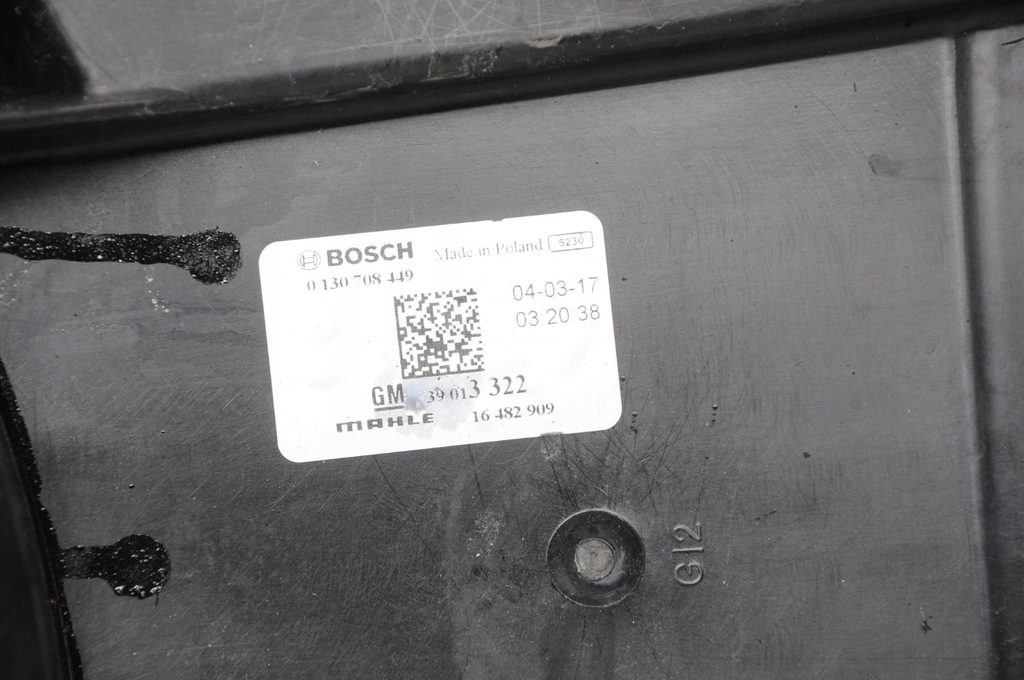 BOSCH Made in Poland 6230
0 130 708 449
04-03-17
03:20:38
GM 39 013 322
MAHLE 16 482 909
G12